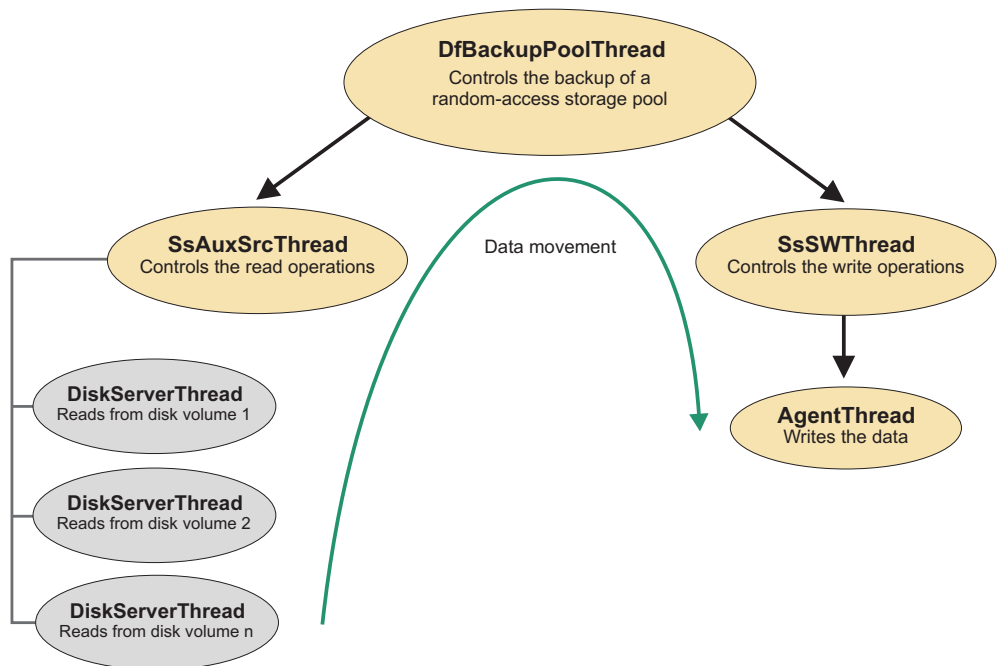 DfBackupPoolThread
Controls the backup of a
random-access storage pool
SsAuxSrcThread
Controls the read operations
Data movement
SsSWThread
Controls the write operations
DiskServerThread
Reads from disk volume 1
AgentThread
Writes the data
DiskServerThread
Reads from disk volume 2
DiskServerThread
Reads from disk volume n